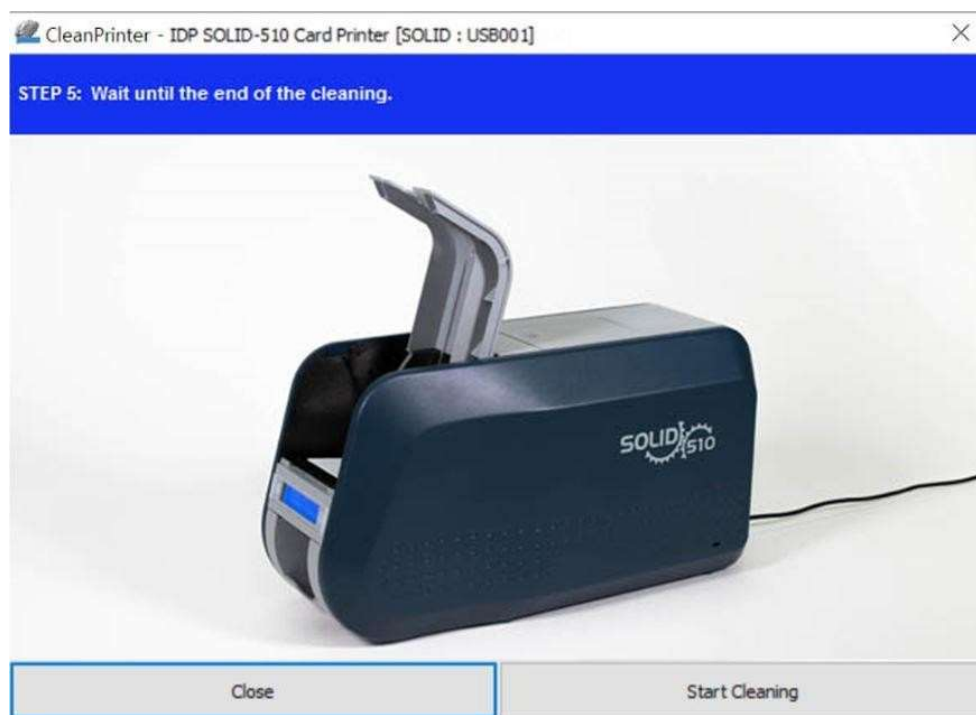 CleanPrinter - IDP SOLID-510 Card Printer [SOLID : USB001]
STEP 5: Wait until the end of the cleaning.
SOLID 510
Close
Start Cleaning